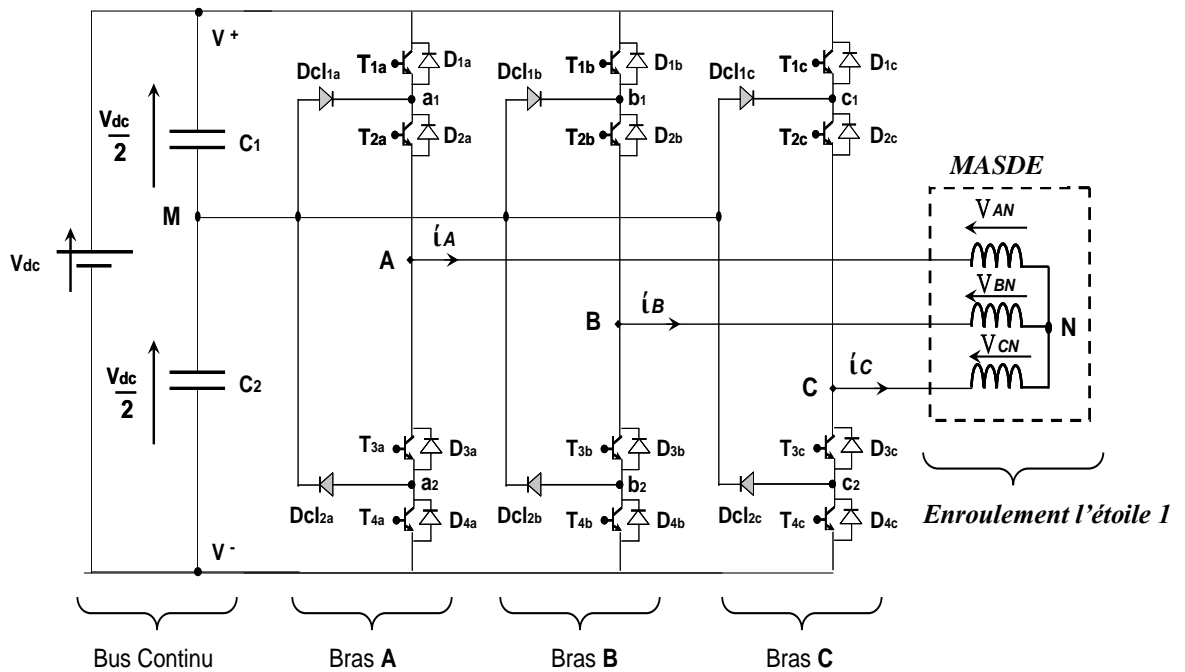 V +
T1a D1a T1b D1b T1c D1c
Dcl1a Dcl1b Dcl1c
a1 b1 c1
Vdc
2
C1
T2a D2a T2b D2b T2c D2c
MASDE
M
VAN
iA
A
Vdc
VBN
iB
B
N
VCN
iC
C
Vdc
2
C2
T3a D3a T3b D3b T3c D3c
a2 b2 c2
Dcl2a Dcl2b Dcl2c
T4a D4a T4b D4b T4c D4c
Enroulement l'étoile 1
V -
Bus Continu Bras A Bras B Bras C